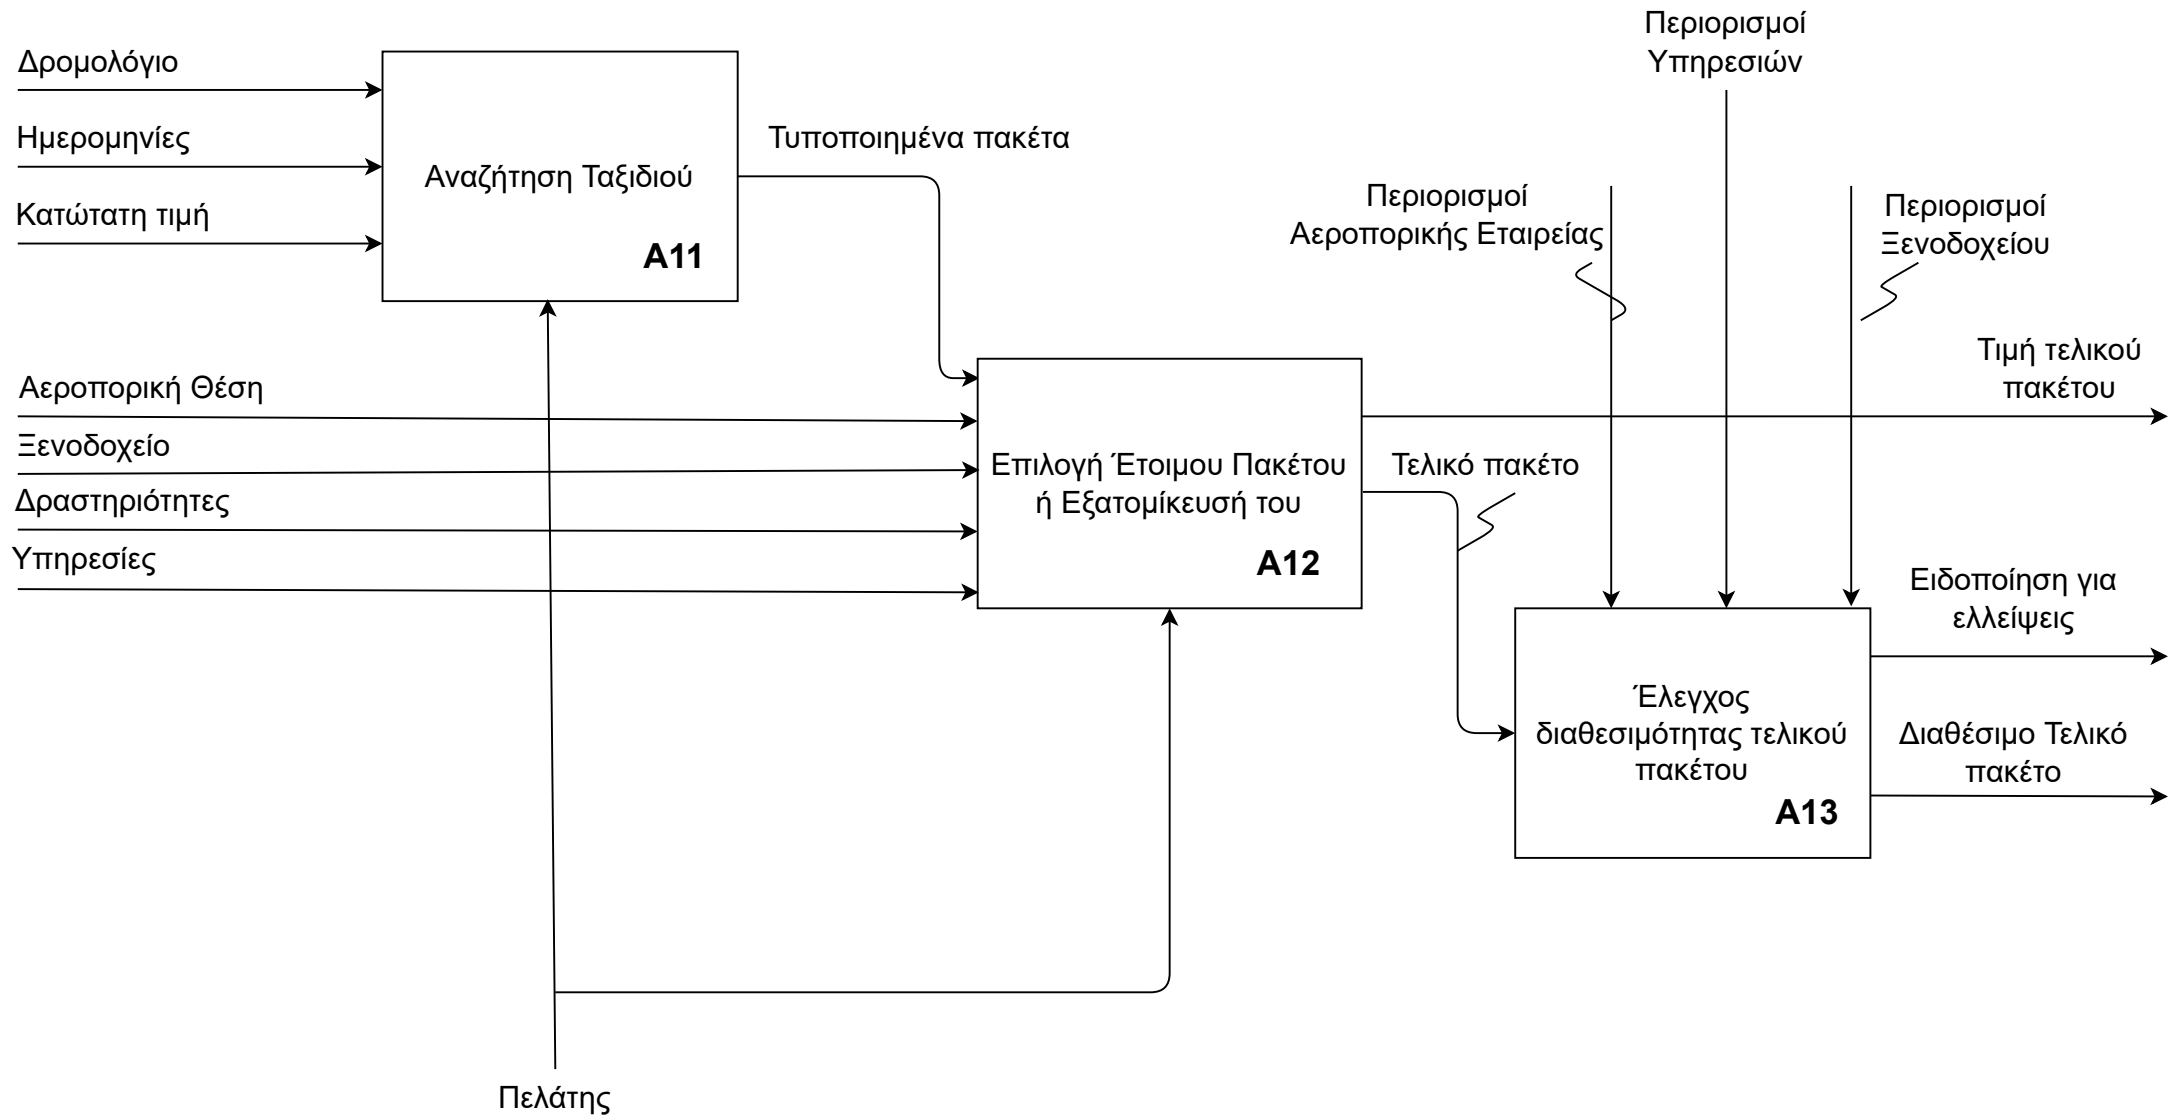 Περιορισμοί
Υπηρεσιών
Δρομολόγιο
Ημερομηνίες
Κατώτατη τιμή
Αναζήτηση Ταξιδιού
A11
Τυποποιημένα πακέτα
Περιορισμοί
Αεροπορικής Εταιρείας
Περιορισμοί
Ξενοδοχείου
Αεροπορική Θέση
Ξενοδοχείο
Δραστηριότητες
Υπηρεσίες
Επιλογή Έτοιμου Πακέτου
ή Εξατομίκευσή του
A12
Τιμή τελικού
πακέτου
Τελικό πακέτο
Έλεγχος
διαθεσιμότητας τελικού
πακέτου
A13
Ειδοποίηση για
ελλείψεις
Διαθέσιμο Τελικό
πακέτο
Πελάτης